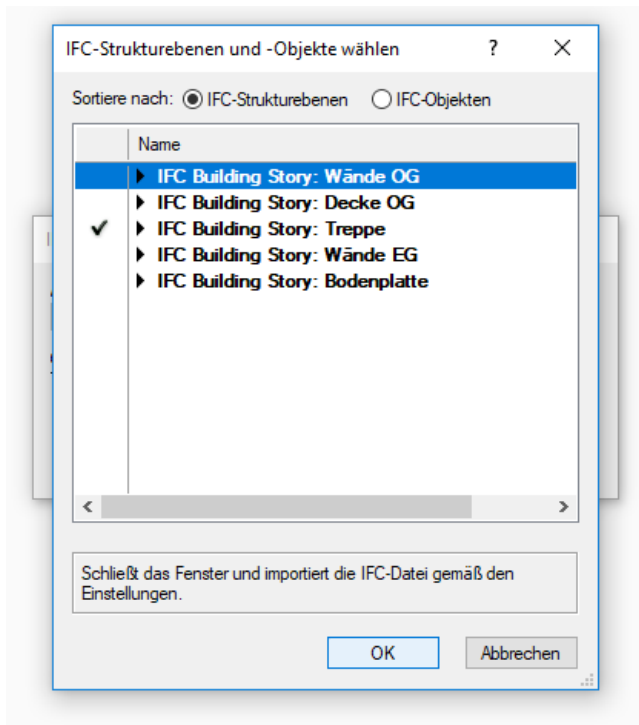 IFC-Strukturebenen und -Objekte wählen
Sortiere nach: IFC-Strukturebenen IFC-Objekten
Name
IFC Building Story: Wände OG
IFC Building Story: Decke OG
IFC Building Story: Treppe
IFC Building Story: Wände EG
IFC Building Story: Bodenplatte
Schließt das Fenster und importiert die IFC-Datei gemäß den
Einstellungen.
OK Abbrechen